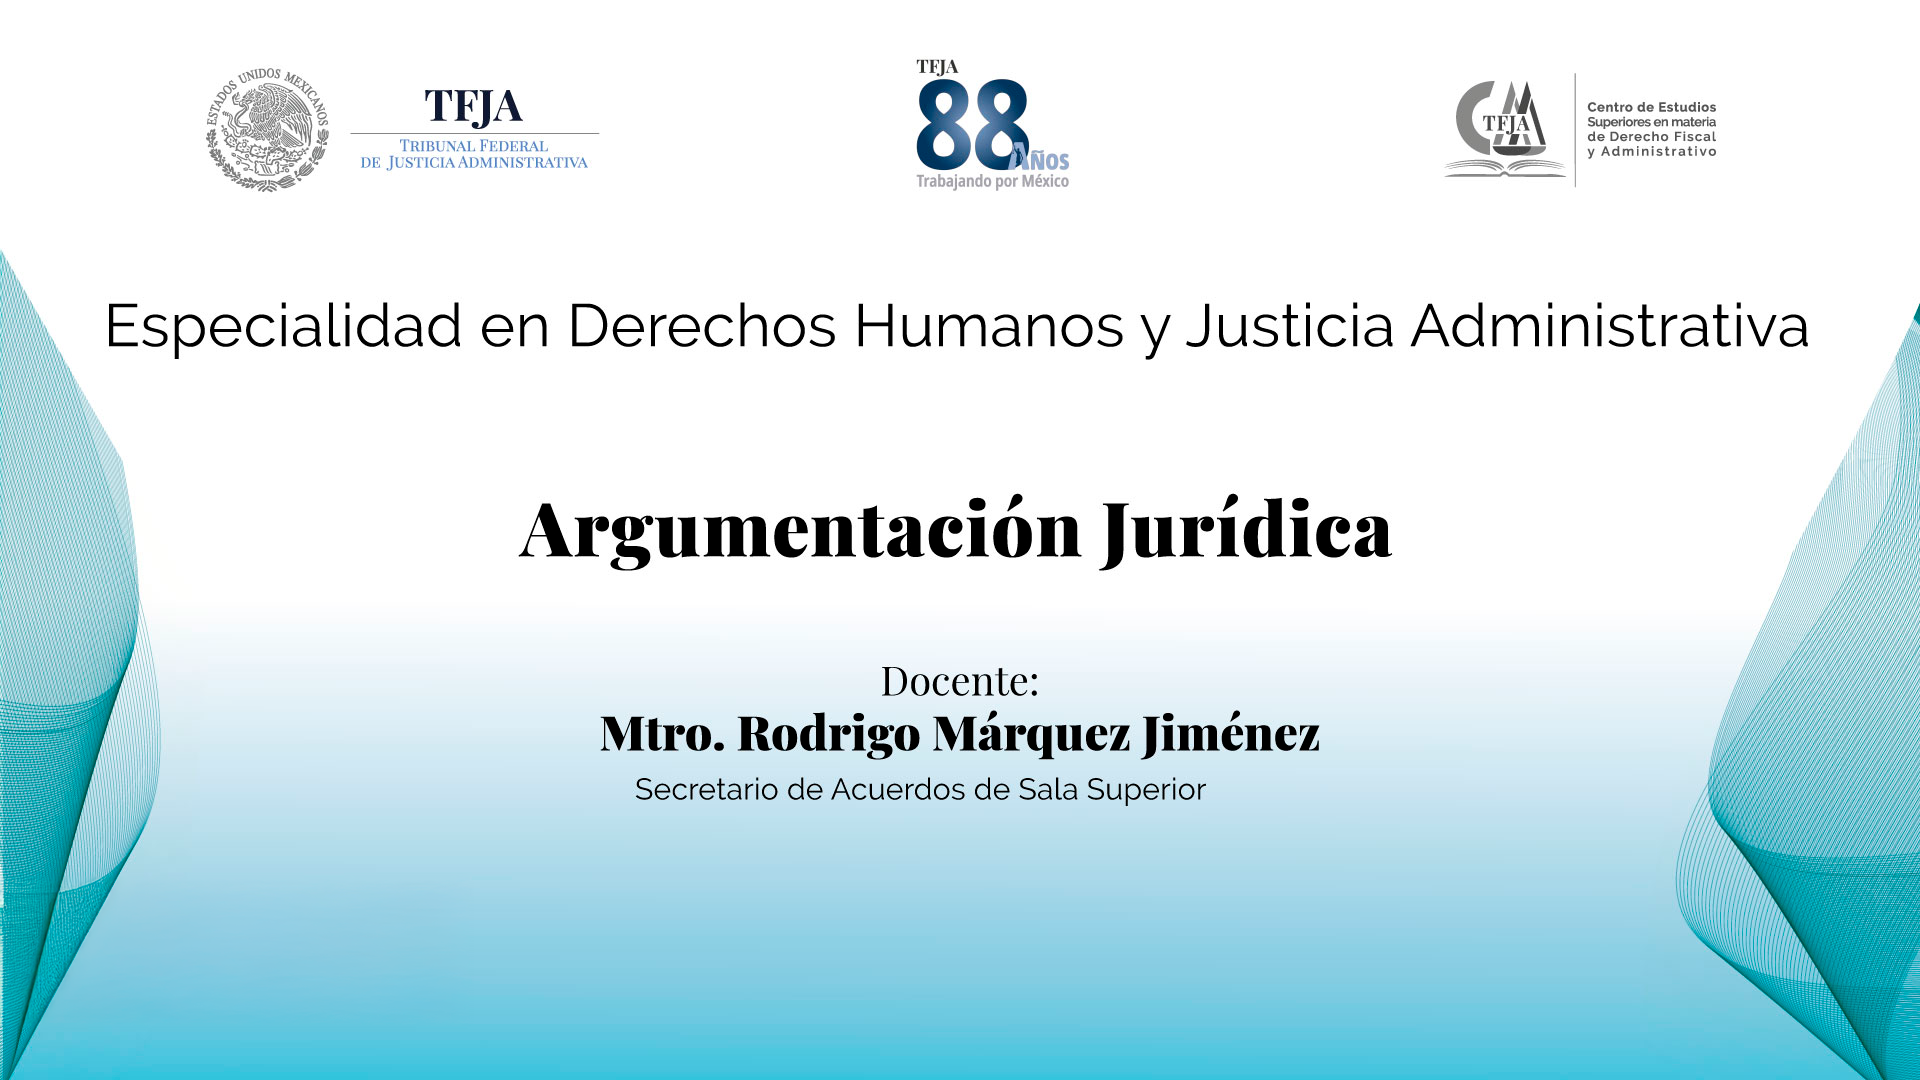 ESTADOS UNIDOS MEXICANOS
TFJA
TRIBUNAL FEDERAL
DE JUSTICIA ADMINISTRATIVA
TFJA
88
AÑOS
Trabajando por México
TFJA
Centro de Estudios
Superiores en materia
de Derecho Fiscal
y Administrativo
Especialidad en Derechos Humanos y Justicia Administrativa
Argumentación Jurídica
Docente:
Mtro. Rodrigo Márquez Jiménez
Secretario de Acuerdos de Sala Superior